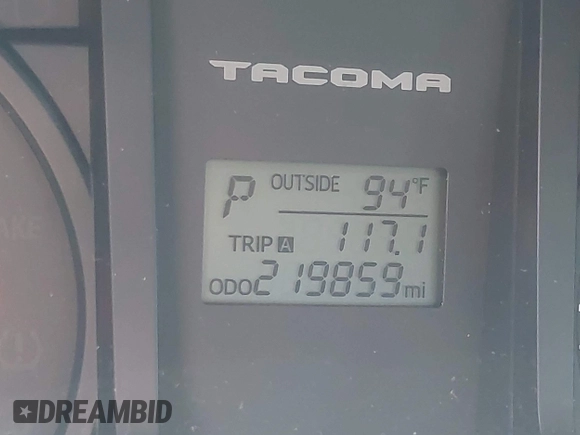 TACOMA
P OUTSIDE 94°F
TRIP A 117.1
ODO 219859 mi
DREAMBID